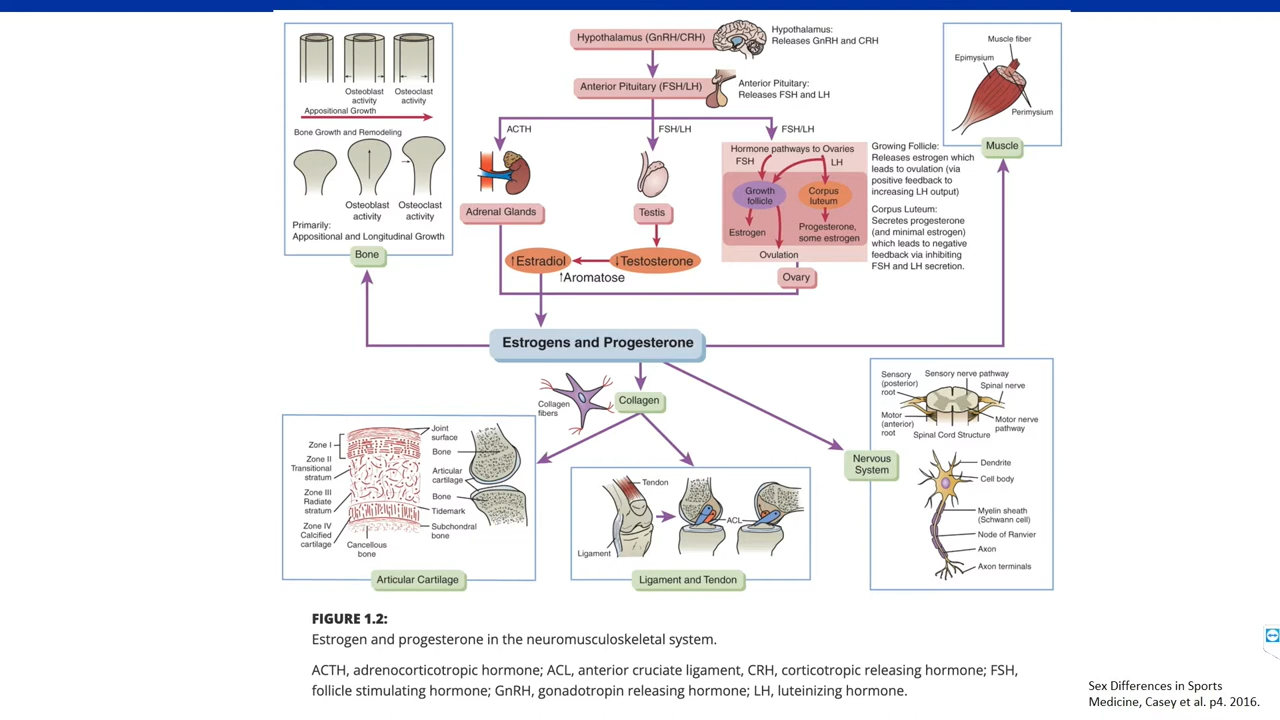 Hypothalamus (GnRH/CRH)
Hypothalamus:
Releases GnRH and CRH
Anterior Pituitary (FSH/LH)
Anterior Pituitary:
Releases FSH and LH
ACTH
FSH/LH
FSH/LH
Adrenal Glands
Testis
↑Estradiol
↓Testosterone
↑Aromatose
Hormone pathways to Ovaries
FSH
LH
Growth
follicle
Corpus
luteum
Estrogen
Progesterone,
some estrogen
Ovulation
Ovary
Growing Follicle:
Releases estrogen which
leads to ovulation (via
positive feedback to
increasing LH output)
Corpus Luteum:
Secretes progesterone
(and minimal estrogen)
which leads to negative
feedback via inhibiting
FSH and LH secretion.
Osteoblast
activity
Osteoclast
activity
Appositional Growth
Bone Growth and Remodeling
Osteoblast
activity
Osteoclast
activity
Primarily:
Appositional and Longitudinal Growth
Bone
Muscle fiber
Epimysium
Perimysium
Muscle
Estrogens and Progesterone
Collagen
fibers
Collagen
Zone I
Zone II
Transitional
stratum
Zone III
Radiate
stratum
Zone IV
Calcified
cartilage
Cancellous
bone
Joint
surface
Bone
Articular
cartilage
Bone
Tidemark
Subchondral
bone
Articular Cartilage
Tendon
ACL
Ligament
Ligament and Tendon
Nervous
System
Sensory
(posterior)
root
Sensory nerve pathway
Spinal nerve
Motor
(anterior)
root
Motor nerve
pathway
Spinal Cord Structure
Dendrite
Cell body
Myelin sheath
(Schwann cell)
Node of Ranvier
Axon
Axon terminals
FIGURE 1.2:
Estrogen and progesterone in the neuromusculoskeletal system.
ACTH, adrenocorticotropic hormone; ACL, anterior cruciate ligament, CRH, corticotropic releasing hormone; FSH,
follicle stimulating hormone; GnRH, gonadotropin releasing hormone; LH, luteinizing hormone.
Sex Differences in Sports
Medicine, Casey et al. p4. 2016.